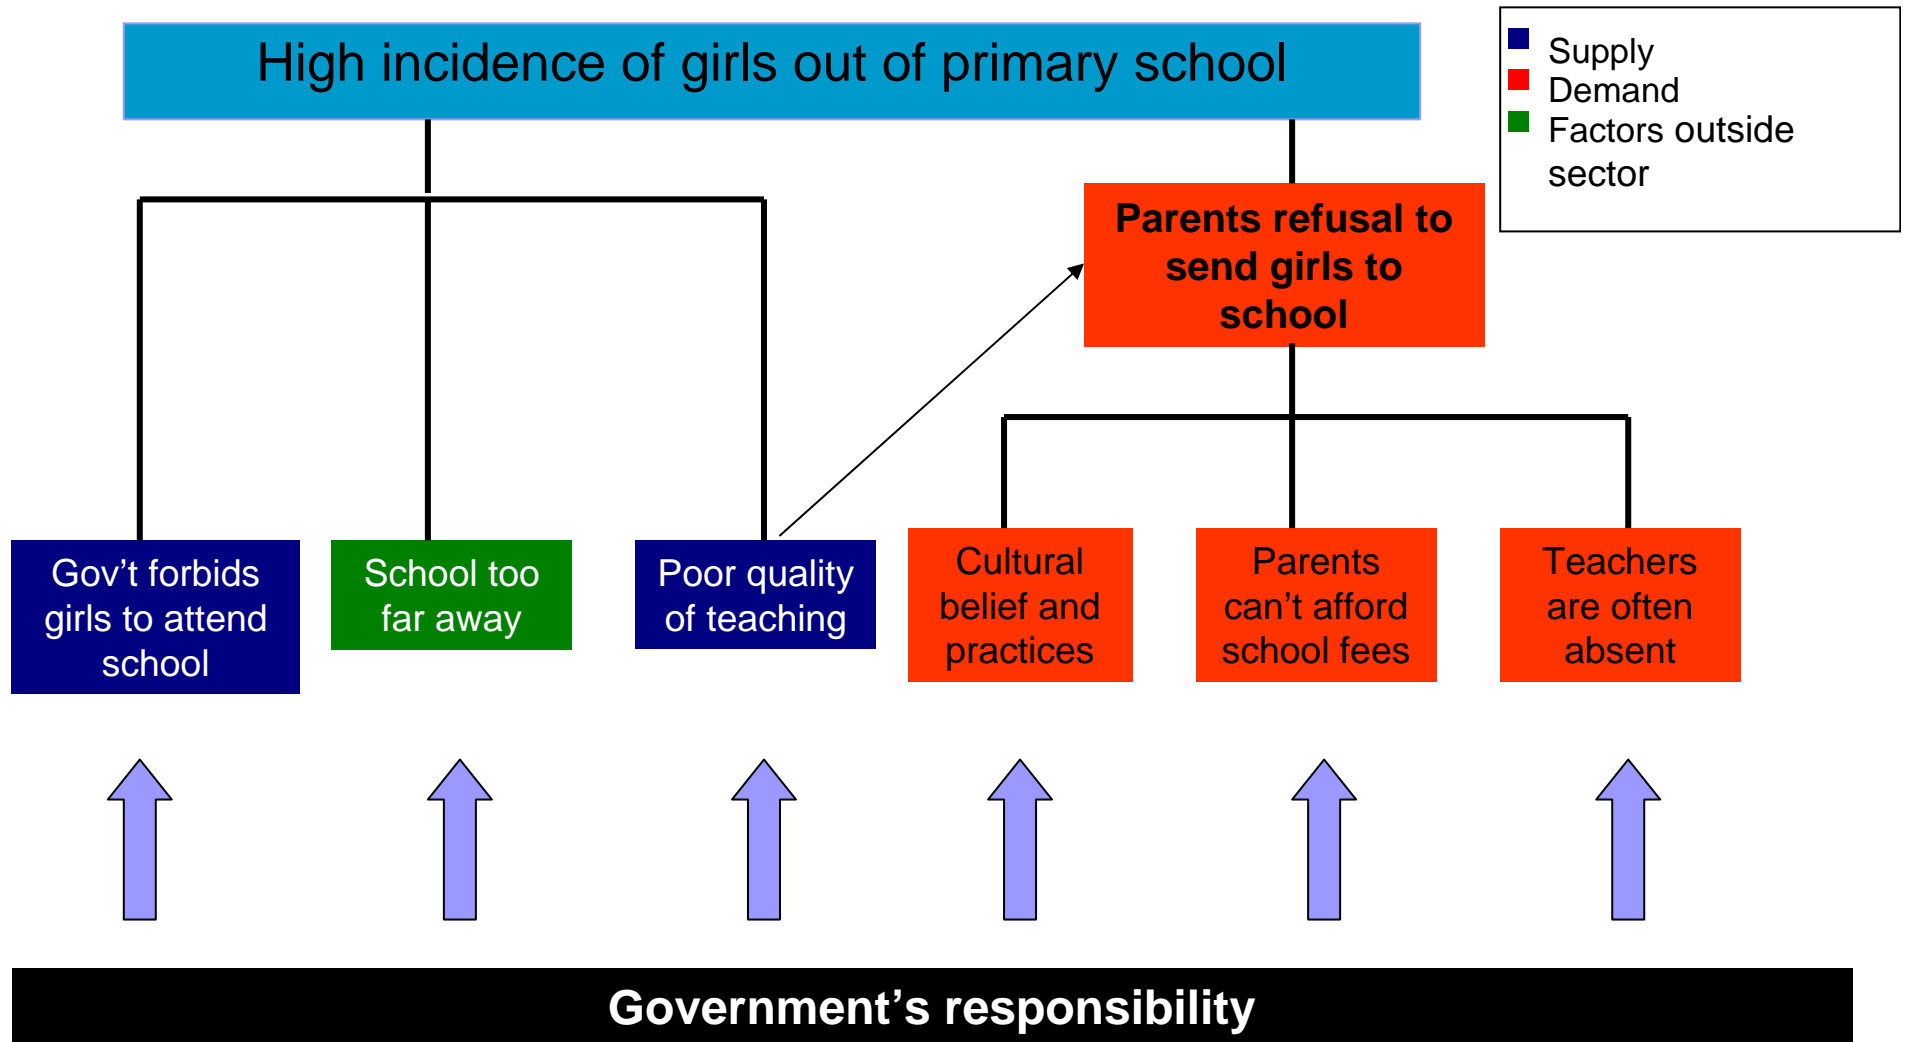 High incidence of girls out of primary school
Supply
Demand
Factors outside
sector
Parents refusal to
send girls to
school
Gov't forbids
girls to attend
school
School too
far away
Poor quality
of teaching
Cultural
belief and
practices
Parents
can’t afford
school fees
Teachers
are often
absent
Government’s responsibility